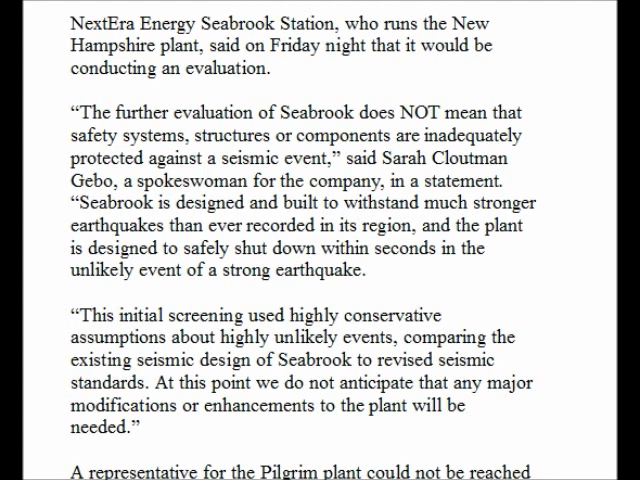 NextEra Energy Seabrook Station, who runs the New
Hampshire plant, said on Friday night that it would be
conducting an evaluation.
“The further evaluation of Seabrook does NOT mean that
safety systems, structures or components are inadequately
protected against a seismic event,” said Sarah Cloutman
Gebo, a spokeswoman for the company, in a statement.
“Seabrook is designed and built to withstand much stronger
earthquakes than ever recorded in its region, and the plant
is designed to safely shut down within seconds in the
unlikely event of a strong earthquake.
“This initial screening used highly conservative
assumptions about highly unlikely events, comparing the
existing seismic design of Seabrook to revised seismic
standards. At this point we do not anticipate that any major
modifications or enhancements to the plant will be
needed.”
A representative for the Pilgrim plant could not be reached